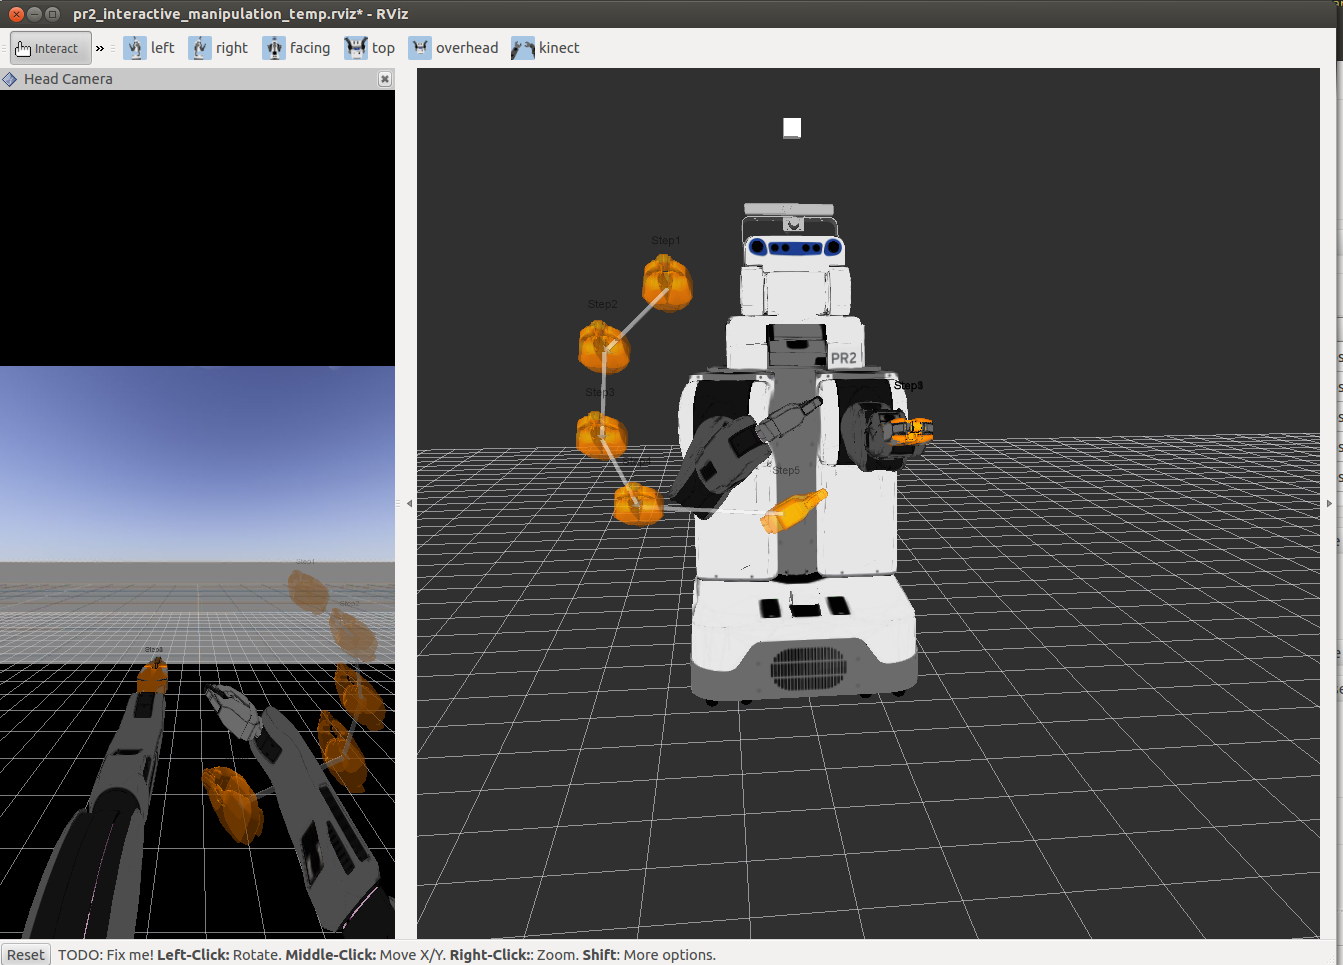 pr2_interactive_manipulation_temp.rviz* - RViz
Interact » left right facing top overhead kinect
Head Camera
Step1
Step2
PR2
Step3
Step5
Step1
Reset TODO: Fix me! Left-Click: Rotate. Middle-Click: Move X/Y. Right-Click:: Zoom. Shift: More options.